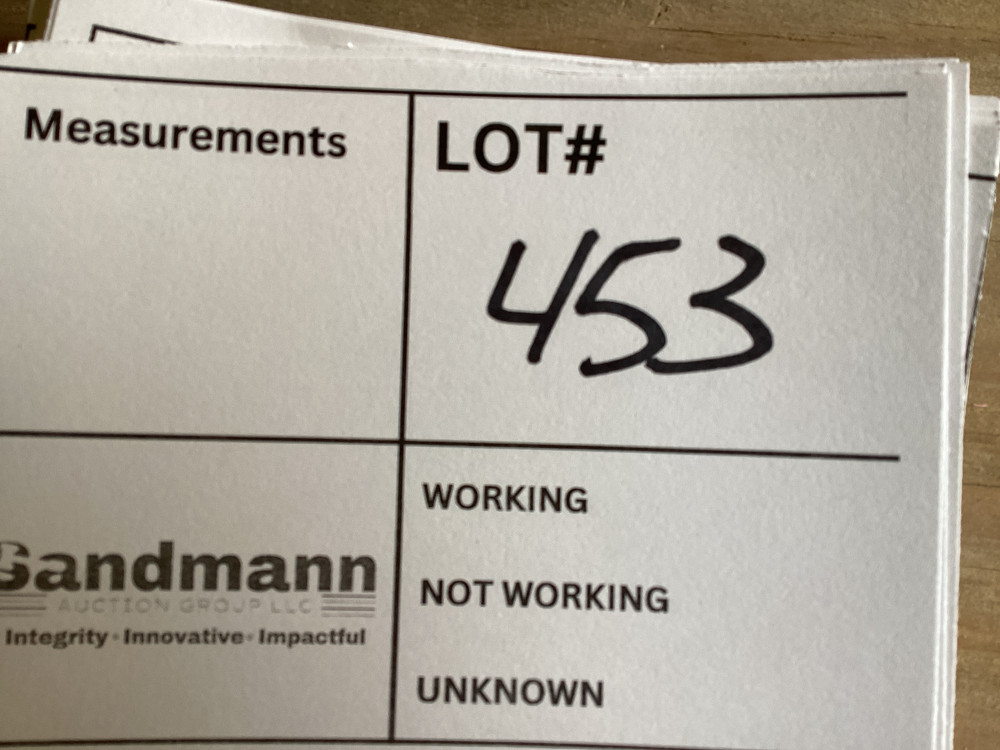 Measurements
LOT#
453
Sandmann
AUCTION GROUP LLC
Integrity • Innovative • Impactful
WORKING
NOT WORKING
UNKNOWN